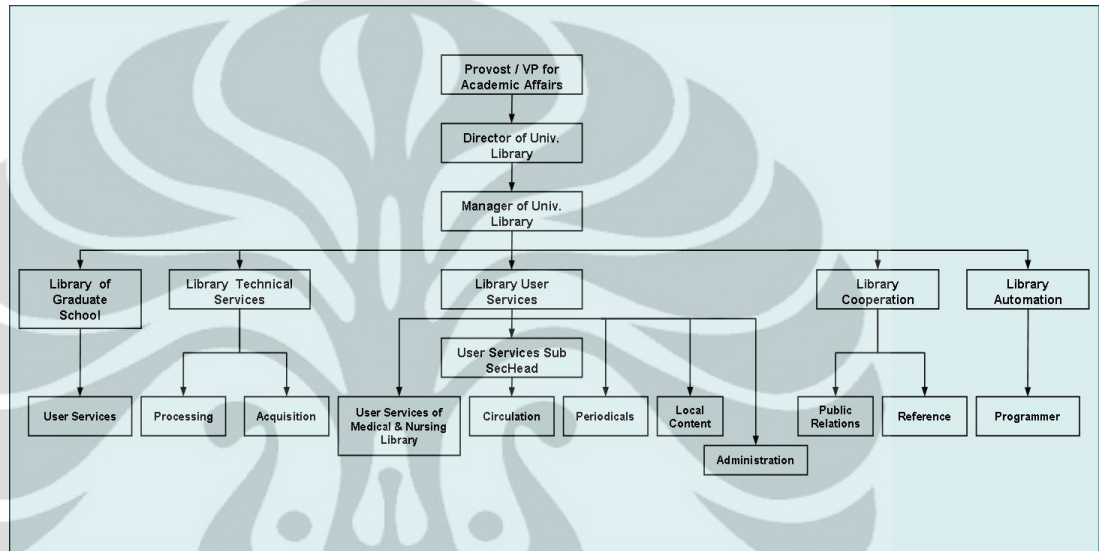 Provost / VP for
Academic Affairs
Director of Univ.
Library
Manager of Univ.
Library
Library of
Graduate
School
Library Technical
Services
Library User
Services
Library
Cooperation
Library
Automation
User Services Sub
SecHead
User Services
Processing
Acquisition
User Services of
Medical & Nursing
Library
Circulation
Periodicals
Local
Content
Public
Relations
Reference
Programmer
Administration